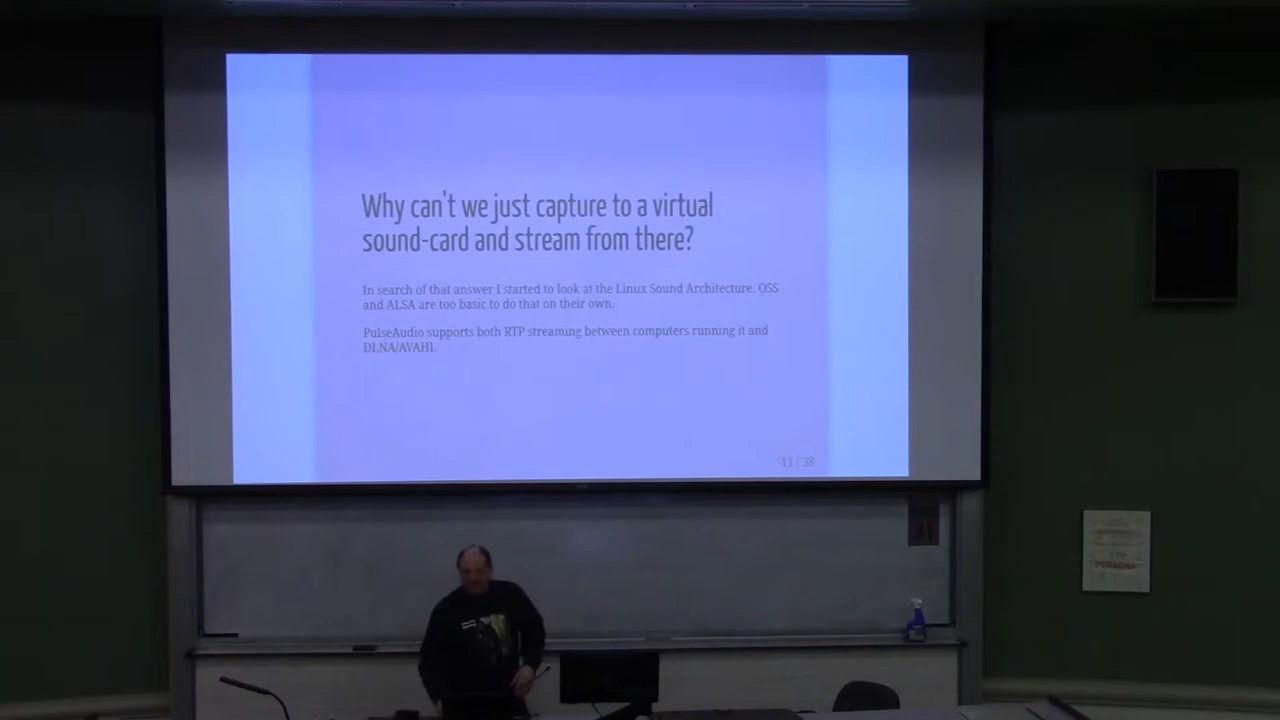 Why can't we just capture to a virtual
sound-card and stream from there?
In search of that answer I started to look at the Linux Sound Architecture. OSS
and ALSA are too basic to do that on their own.
PulseAudio supports both RTP streaming between computers running it and
DLNA/AVAHI.
11 / 38